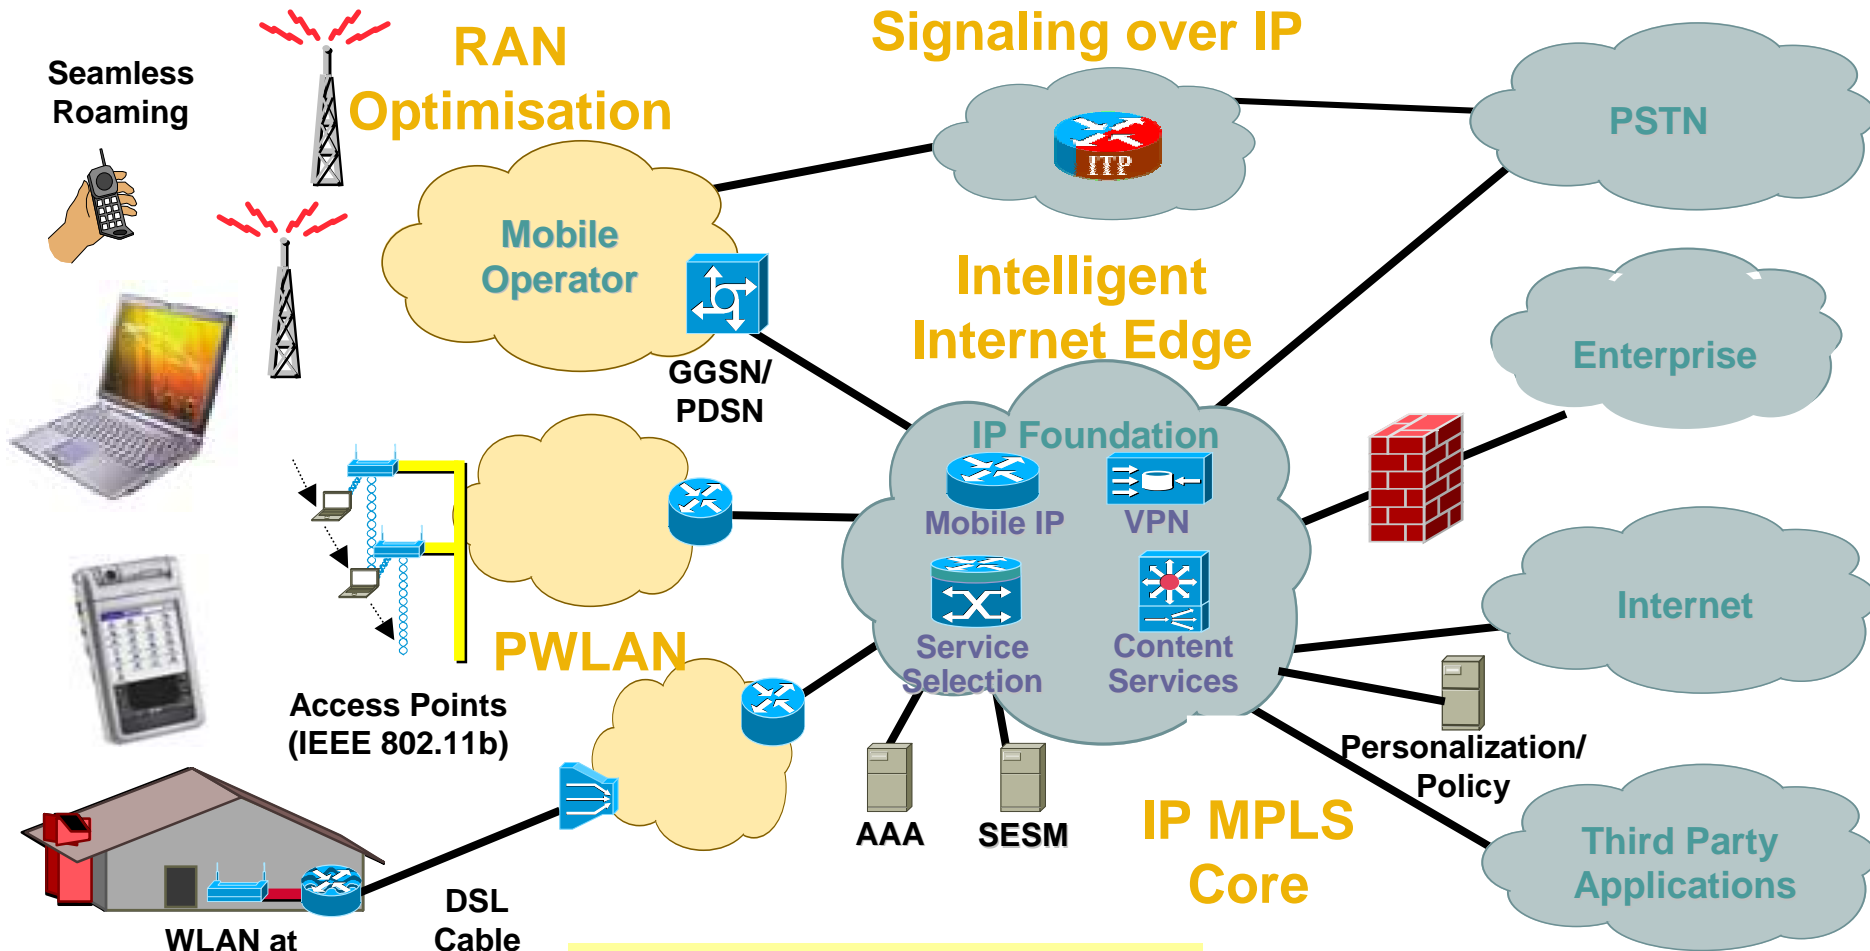 Signaling over IP
RAN
Optimisation
Seamless
Roaming
PSTN
ITP
Mobile
Operator
Intelligent
Internet Edge
Enterprise
GGSN/
PDSN
IP Foundation
Mobile IP
VPN
Internet
Service
Selection
Content
Services
PWLAN
Access Points
(IEEE 802.11b)
Personalization/
Policy
AAA
SESM
IP MPLS
Core
Third Party
Applications
DSL
Cable
WLAN at